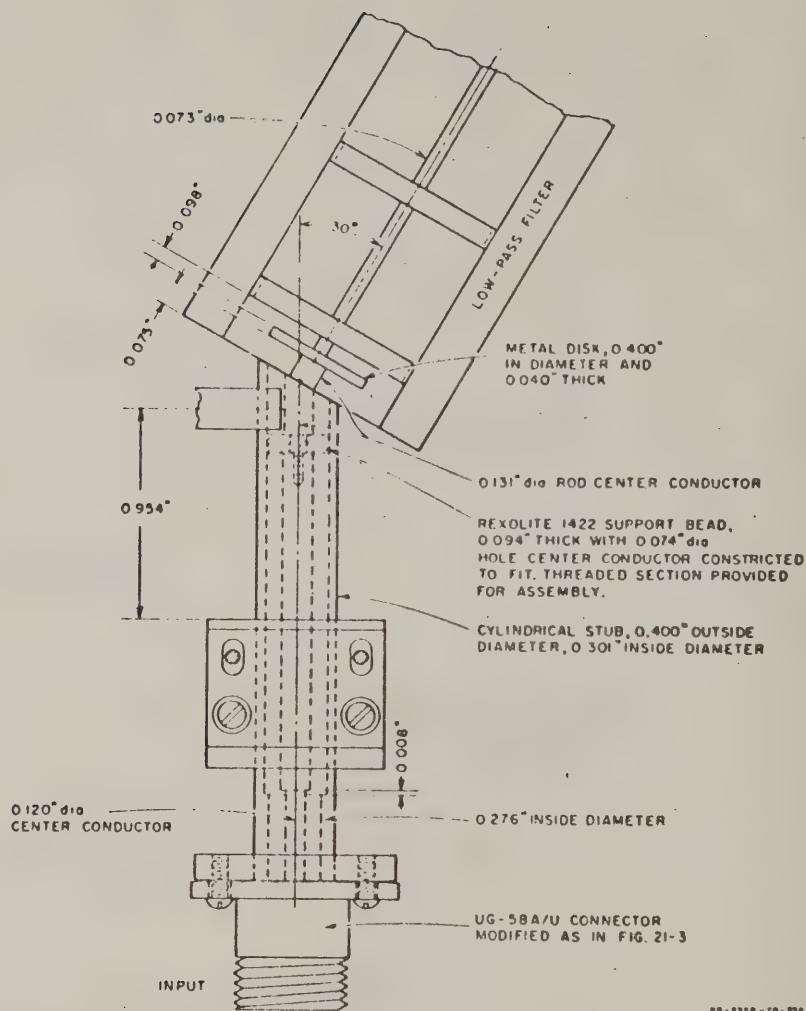 0.073" dia
0.098"
0.075"
30°
LOW-PASS FILTER
METAL DISK, 0.400"
IN DIAMETER AND
0.040" THICK
0.954"
0.131" dia ROD CENTER CONDUCTOR
REXOLITE 1422 SUPPORT BEAD,
0.094" THICK WITH 0.074" dia
HOLE CENTER CONDUCTOR CONSTRICTED
TO FIT. THREADED SECTION PROVIDED
FOR ASSEMBLY.
CYLINDRICAL STUB, 0.400" OUTSIDE
DIAMETER, 0.301" INSIDE DIAMETER
0.008"
0.120" dia
CENTER CONDUCTOR
0.276" INSIDE DIAMETER
UG-58A/U CONNECTOR
MODIFIED AS IN FIG. 21-3
INPUT